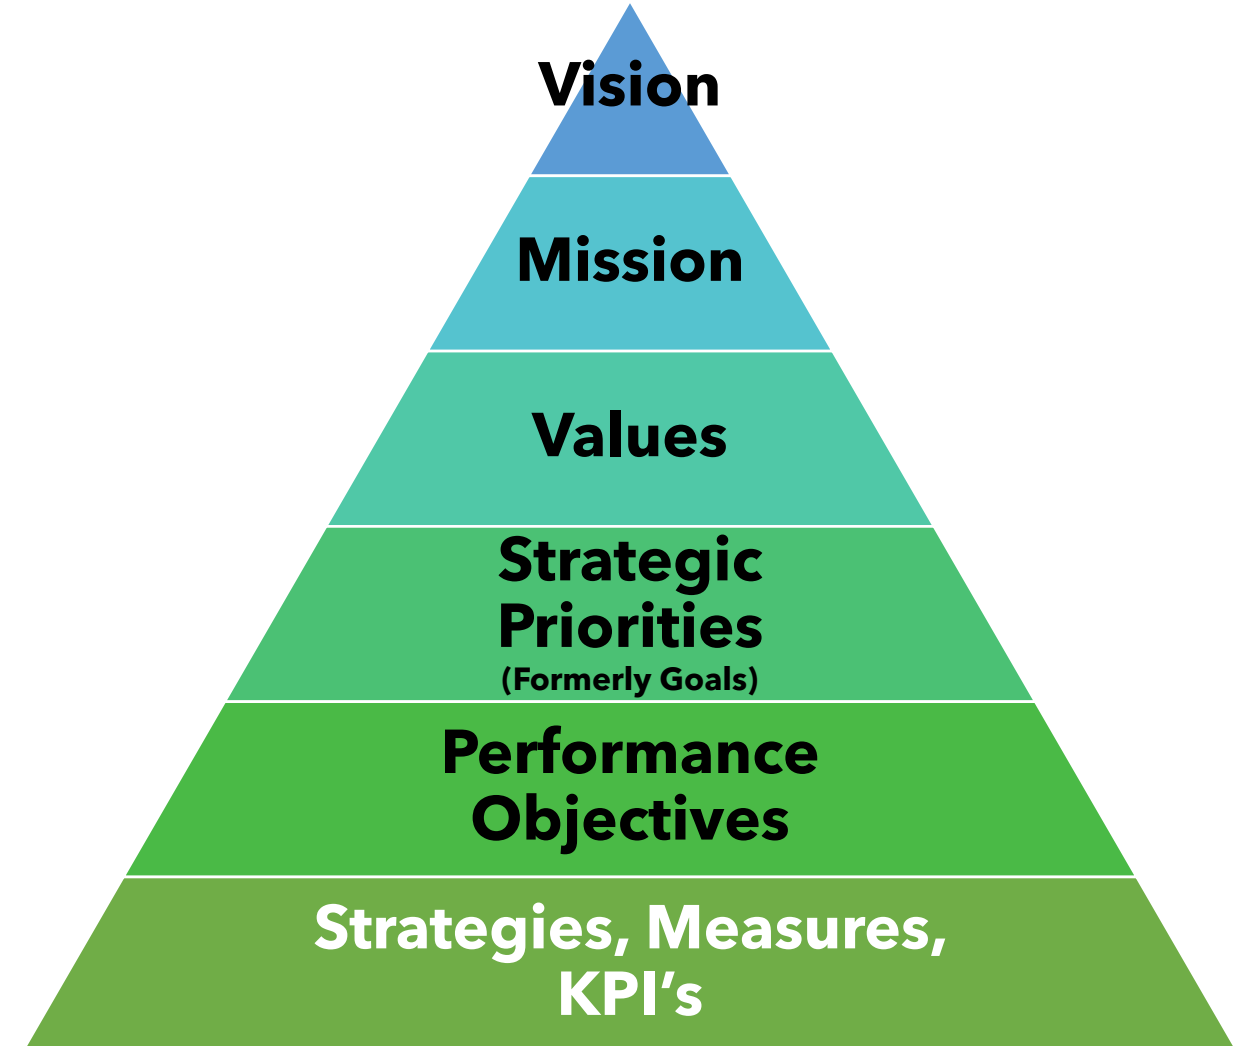 Vision
Mission
Values
Strategic
Priorities
(Formerly Goals)
Performance
Objectives
Strategies, Measures,
KPI’s